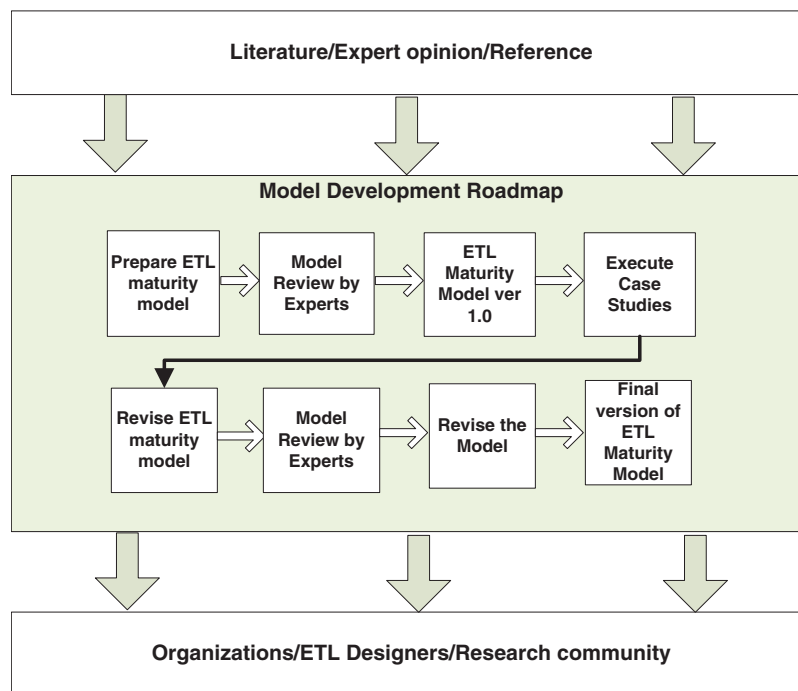 Literature/Expert opinion/Reference
Model Development Roadmap
Prepare ETL
maturity
model
Model
Review by
Experts
ETL
Maturity
Model ver
1.0
Execute
Case
Studies
Revise ETL
maturity
model
Model
Review by
Experts
Revise the
Model
Final
version of
ETL
Maturity
Model
Organizations/ETL Designers/Research community